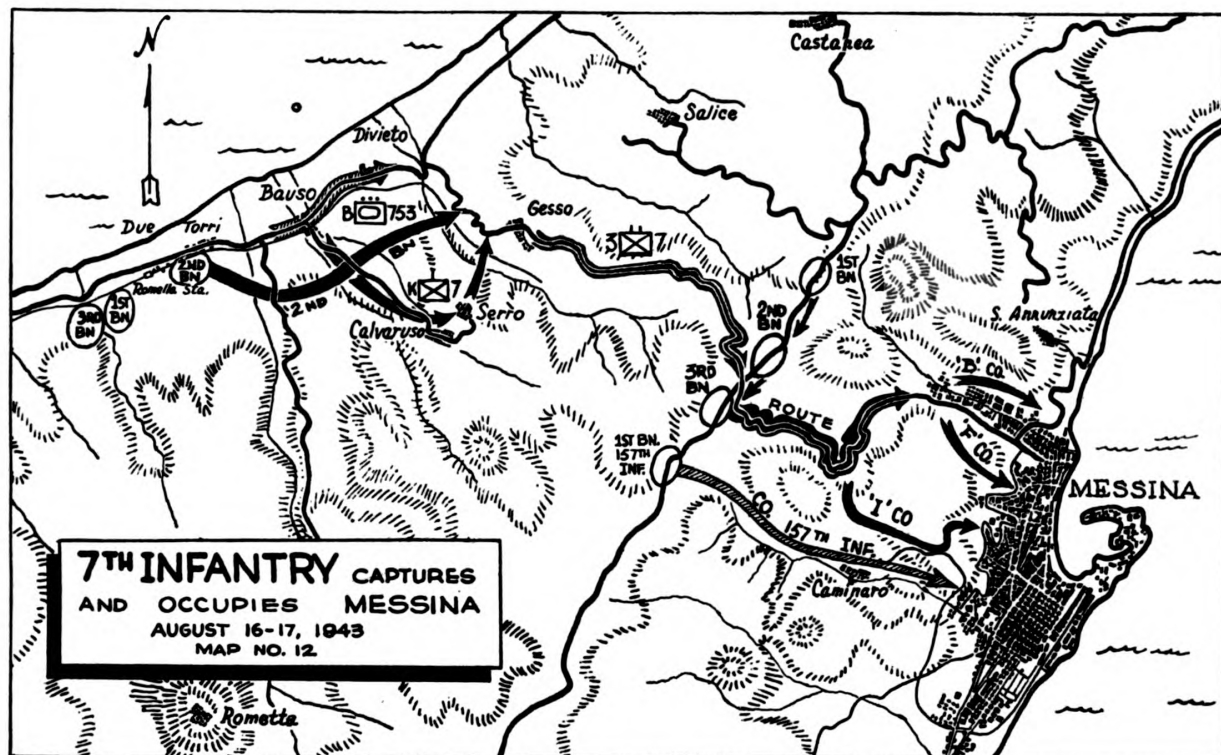 N
Castanea
Salice
Divieto
Bauso
B 753
Gesso
3 7
Due Torri
2ND BN
1ST BN
Rometta Sta.
2ND BN
K 7
Serro
2ND BN
S. Annunziata
1ST BN
3RD BN
Calvaruso
3RD BN
'B' Co.
ROUTE
'F' CO.
1ST BN.
157TH
INF.
MESSINA
'I' CO
CO 157TH INF.
Caminaro
7TH INFANTRY CAPTURES
AND OCCUPIES MESSINA
AUGUST 16-17, 1943
MAP NO. 12
Rometta